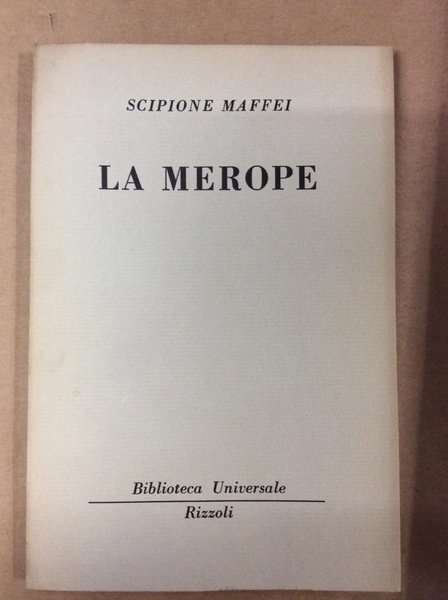 SCIPIONE MAFFEI
LA MEROPE
Biblioteca Universale
Rizzoli